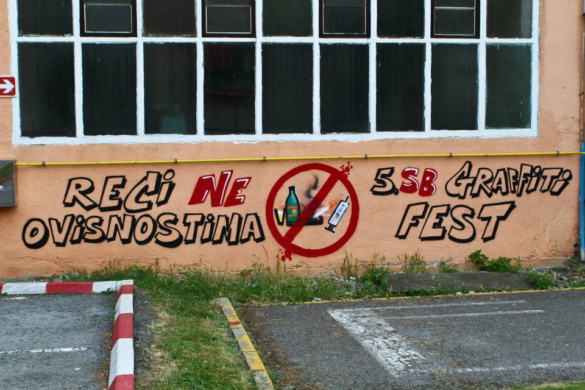 RECI NE
OVISNOSTIMA
5. SB GRAFFITI
FEST